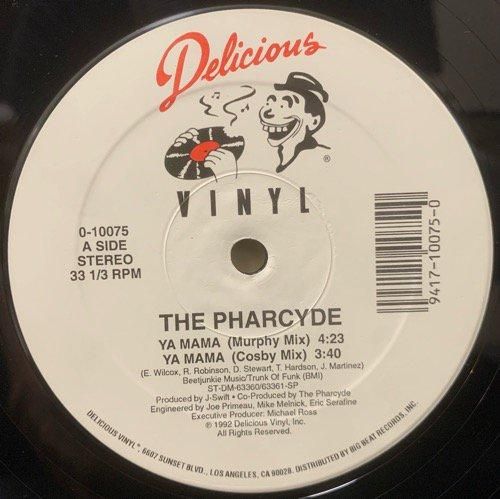 Delicious
®
VINYL
0-10075
A SIDE
STEREO
33 1/3 RPM
9417-10075-0
THE PHARCYDE
YA MAMA (Murphy Mix) 4:23
YA MAMA (Cosby Mix) 3:40
(E. Wilcox, R. Robinson, D. Stewart, T. Hardson, J. Martinez)
Beetjunkie Music/Trunk Of Funk (BMI)
ST-DM-63360/63361-SP
Produced by J-Swift • Co-Produced by The Pharcyde
Engineered by Joe Primeau, Mike Melnick, Eric Serafine
Executive Producer: Michael Ross
℗ 1992 Delicious Vinyl, Inc.
All Rights Reserved.
DELICIOUS VINYL®, 6607 SUNSET BLVD., LOS ANGELES, CA 90028. DISTRIBUTED BY BIG BEAT RECORDS, INC.